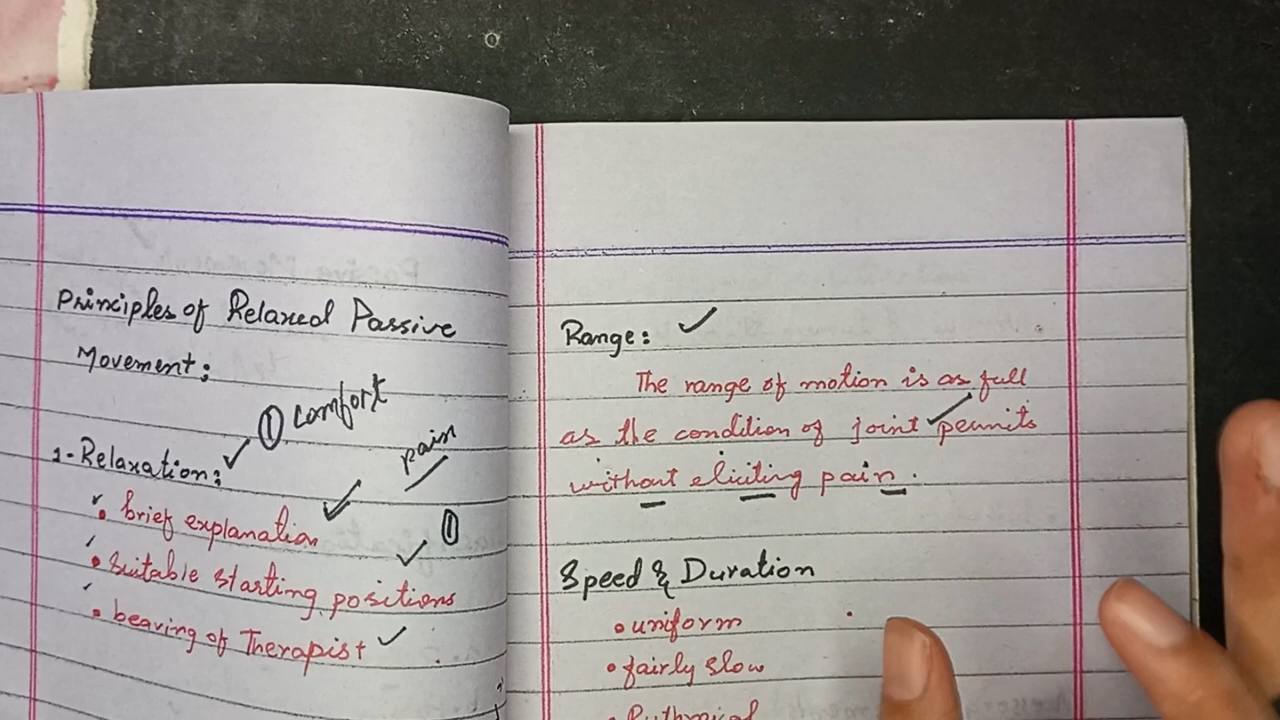 Principles of Relaxed Passive
Movement:
① comfort
pain
1-Relaxation:
• brief explanation
①
• Suitable starting positions
• bearing of Therapist
Range:
The range of motion is as full
as the condition of joint permits
without eliciting pain.
Speed & Duration
• uniform
• fairly slow
• Rythmical